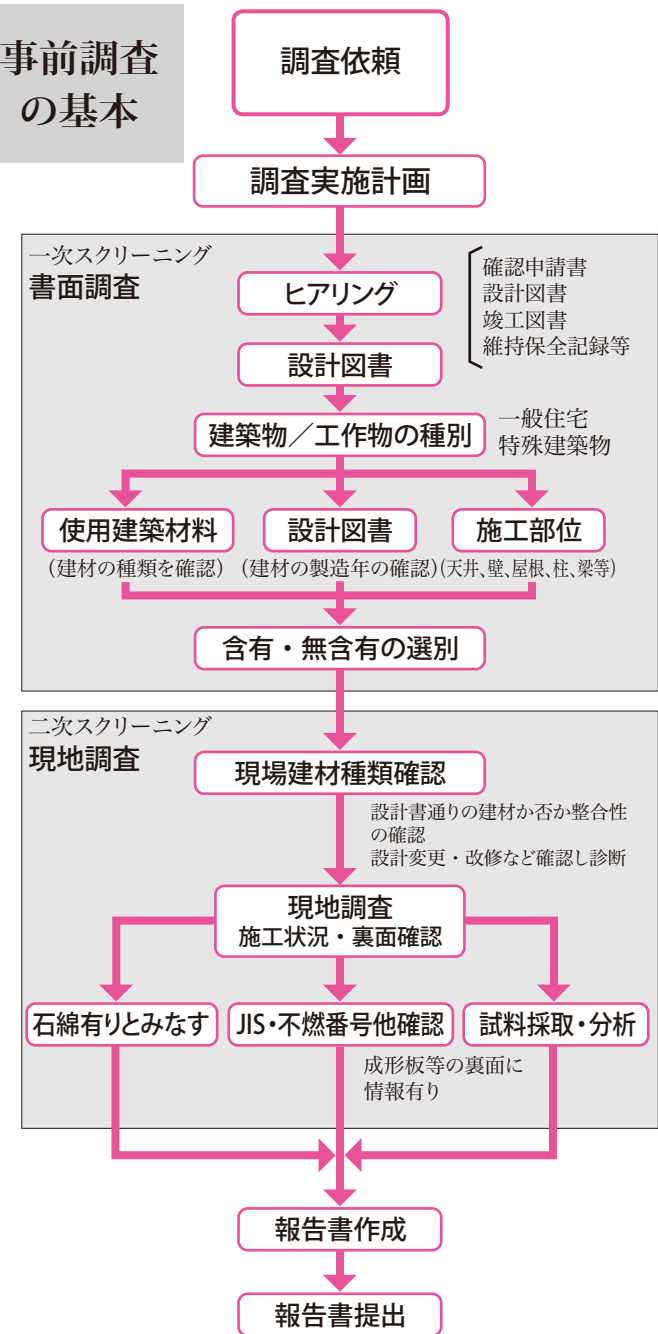 事前調査
の基本
調査依頼
調査実施計画
一次スクリーニング
書面調査
ヒアリング
確認申請書
設計図書
竣工図書
維持保全記録等
設計図書
建築物／工作物の種別
一般住宅
特殊建築物
使用建築材料
(建材の種類を確認)
設計図書
(建材の製造年の確認)
施工部位
(天井、壁、屋根、柱、梁等)
含有・無含有の選別
二次スクリーニング
現地調査
現場建材種類確認
設計書通りの建材か否か整合性
の確認
設計変更・改修など確認し診断
現地調査
施工状況・裏面確認
石綿有りとみなす
JIS・不燃番号他確認
試料採取・分析
成形板等の裏面に
情報有り
報告書作成
報告書提出